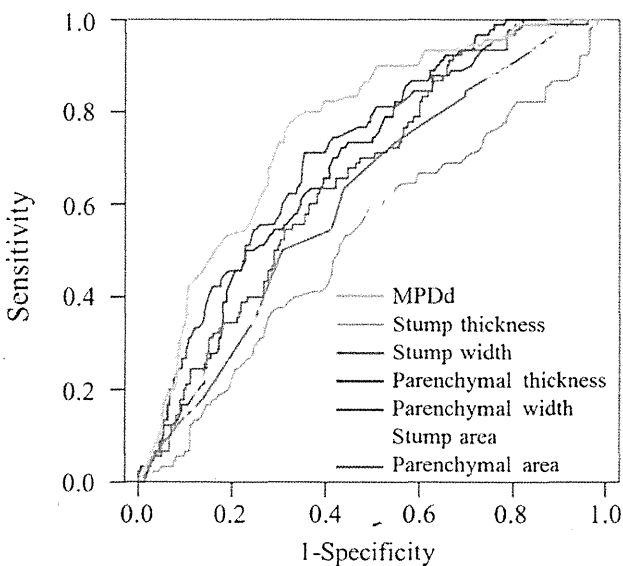 1.0
0.8
0.6
0.4
0.2
0.0
Sensitivity
MPDd
Stump thickness
Stump width
Parenchymal thickness
Parenchymal width
Stump area
Parenchymal area
0.0 0.2 0.4 0.6 0.8 1.0
1-Specificity